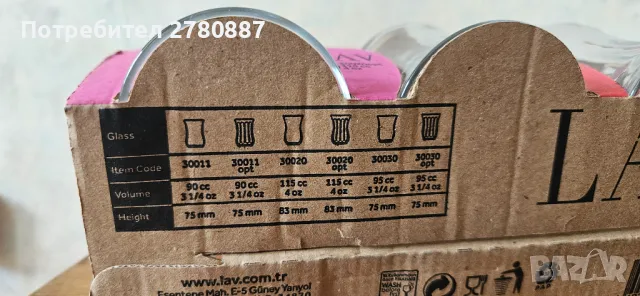 Потребител 2780887
LAV
Glass
Item Code 30011 30011 opt 30020 30020 opt 30030 30030 opt
Volume 90 cc 3 1/4 oz 90 cc 3 1/4 oz 115 cc 4 oz 115 cc 4 oz 95 cc 3 1/4 oz 95 cc 3 1/4 oz
Height 75 mm 75 mm 83 mm 83 mm 75 mm 75 mm
LA
www.lav.com.tr
Esentepe Mah. E-5 Güney Yanyol
WASH
BAZAR